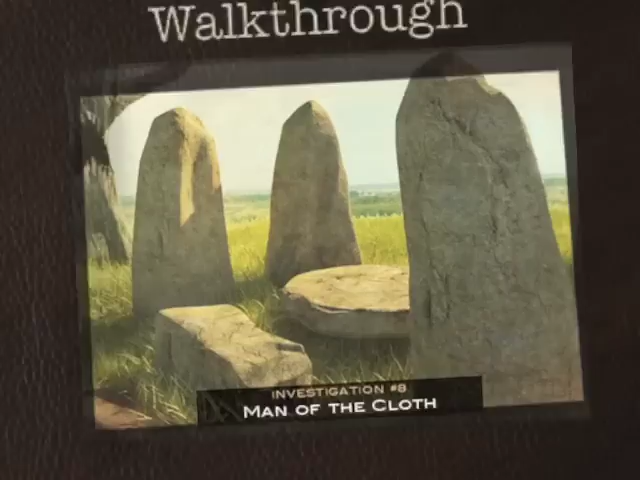 Walkthrough
INVESTIGATION #8
MAN OF THE CLOTH